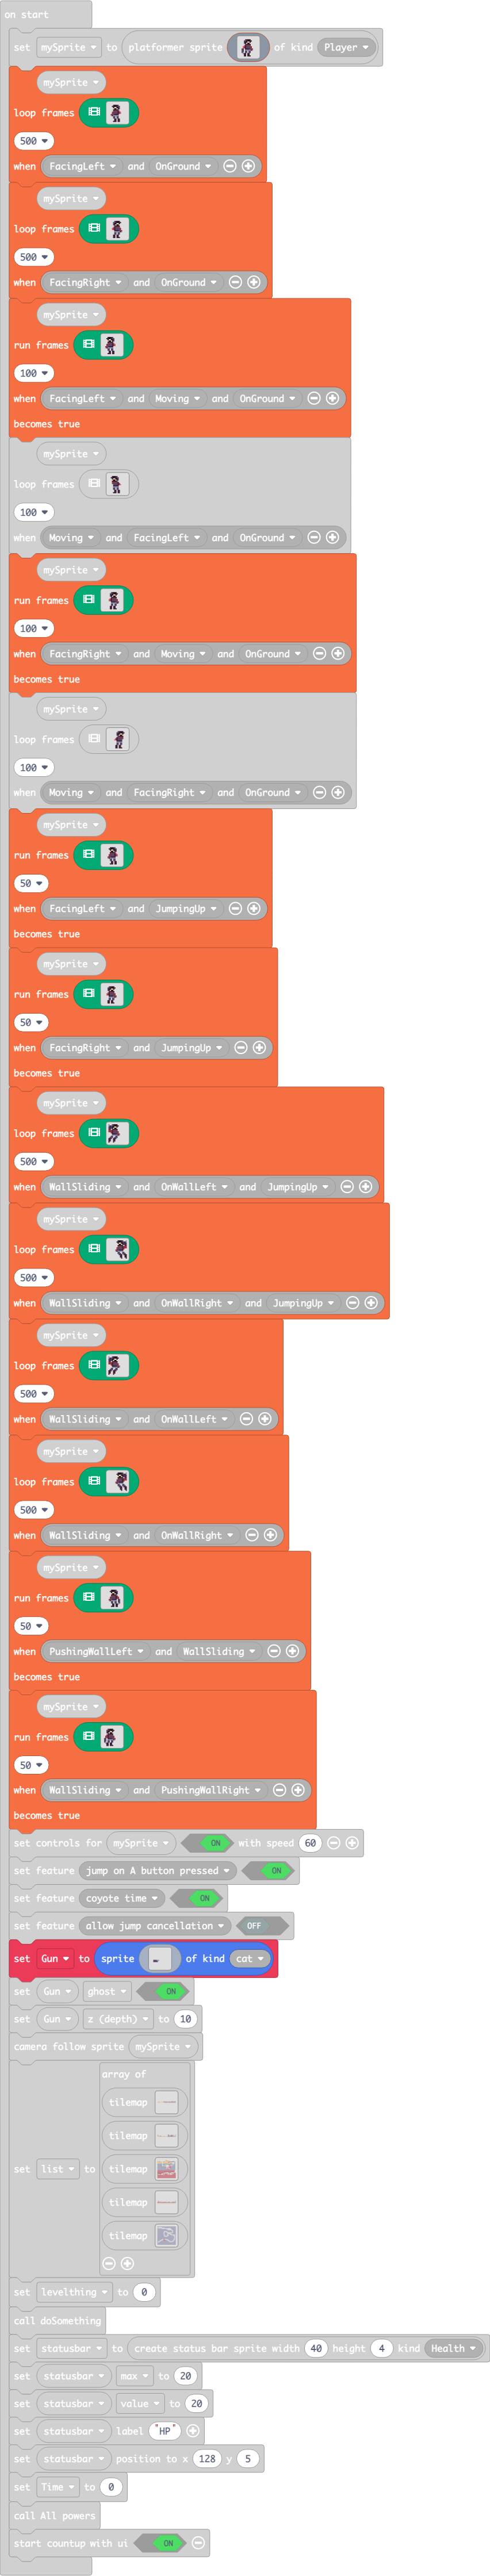 on start
set mySprite to platformer sprite of kind Player
mySprite
loop frames
500
when FacingLeft and OnGround
mySprite
loop frames
500
when FacingRight and OnGround
mySprite
run frames
100
when FacingLeft and Moving and OnGround
becomes true
mySprite
loop frames
100
when Moving and FacingLeft and OnGround
mySprite
run frames
100
when FacingRight and Moving and OnGround
becomes true
mySprite
loop frames
100
when Moving and FacingRight and OnGround
mySprite
run frames
50
when FacingLeft and JumpingUp
becomes true
mySprite
run frames
50
when FacingRight and JumpingUp
becomes true
mySprite
loop frames
500
when WallSliding and OnWallLeft and JumpingUp
mySprite
loop frames
500
when WallSliding and OnWallRight and JumpingUp
mySprite
loop frames
500
when WallSliding and OnWallLeft
mySprite
loop frames
500
when WallSliding and OnWallRight
mySprite
run frames
50
when PushingWallLeft and WallSliding
becomes true
mySprite
run frames
50
when WallSliding and PushingWallRight
becomes true
set controls for mySprite ON with speed 60
set feature jump on A button pressed ON
set feature coyote time ON
set feature allow jump cancellation OFF
set Gun to sprite of kind cat
set Gun ghost ON
set Gun z (depth) to 10
camera follow sprite mySprite
array of
tilemap
tilemap
set list to tilemap
tilemap
tilemap
set levelthing to 0
call doSomething
set statusbar to create status bar sprite width 40 height 4 kind Health
set statusbar max to 20
set statusbar value to 20
set statusbar label "HP"
set statusbar position to x 128 y 5
set Time to 0
call All powers
start countup with ui ON